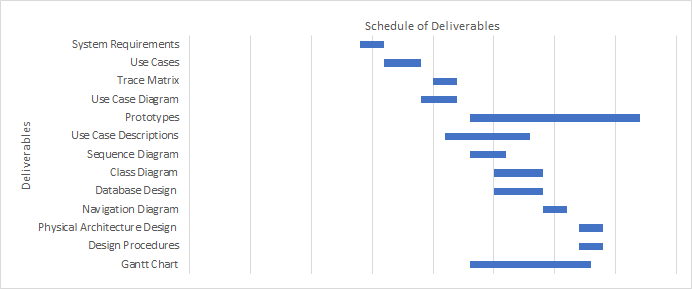 Schedule of Deliverables
Deliverables
System Requirements
Use Cases
Trace Matrix
Use Case Diagram
Prototypes
Use Case Descriptions
Sequence Diagram
Class Diagram
Database Design
Navigation Diagram
Physical Architecture Design
Design Procedures
Gantt Chart